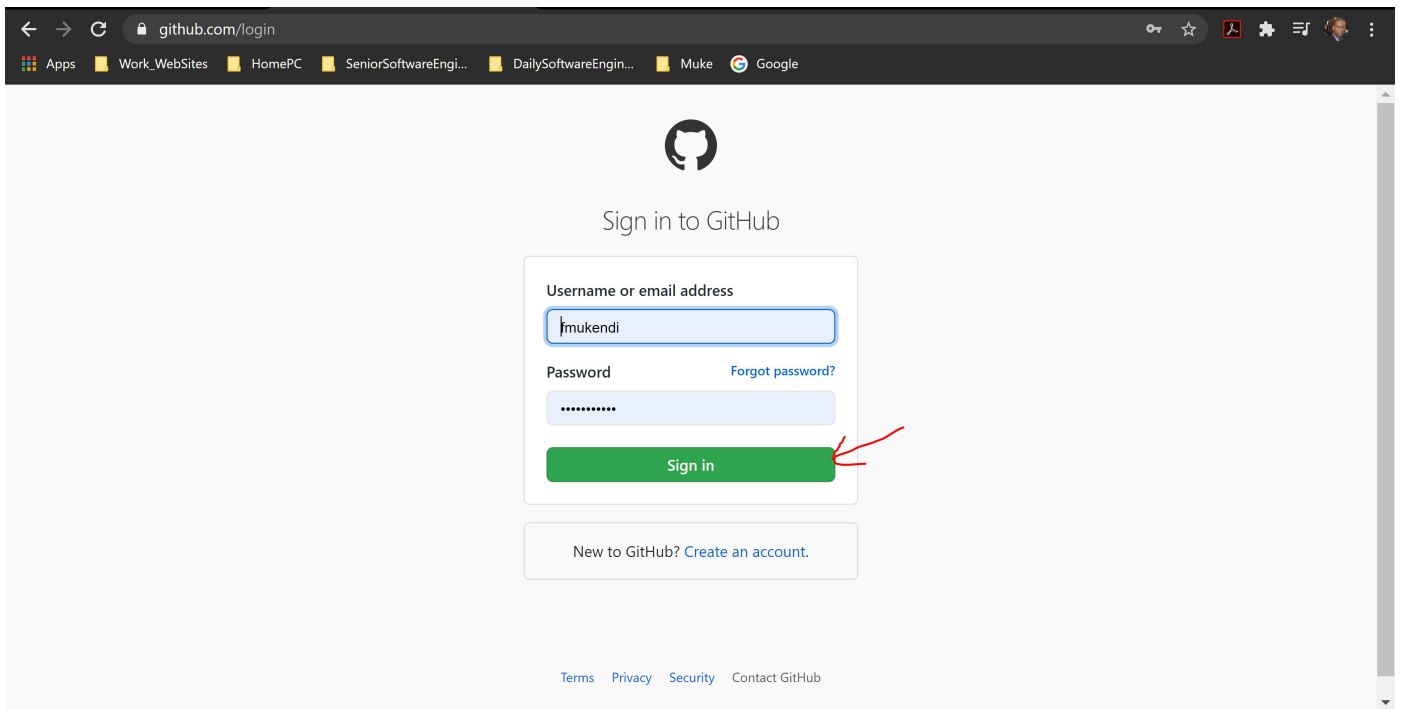 github.com/login
Apps Work_WebSites HomePC SeniorSoftwareEngi... DailySoftwareEngin... Muke Google
Sign in to GitHub
Username or email address
fmukendi
Password Forgot password?
•••••••••••
Sign in
New to GitHub? Create an account.
Terms Privacy Security Contact GitHub